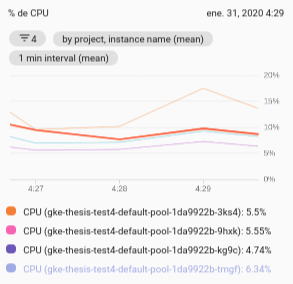 % de CPU
ene. 31, 2020 4:29
4
by project, instance name (mean)
1 min interval (mean)
20%
15%
10%
5%
0%
4:27
4:28
4:29
CPU (gke-thesis-test4-default-pool-1da9922b-3ks4): 5.5%
CPU (gke-thesis-test4-default-pool-1da9922b-9hxk): 5.55%
CPU (gke-thesis-test4-default-pool-1da9922b-kg9c): 4.74%
CPU (gke-thesis-test4-default-pool-1da9922b-tmgf): 6.34%